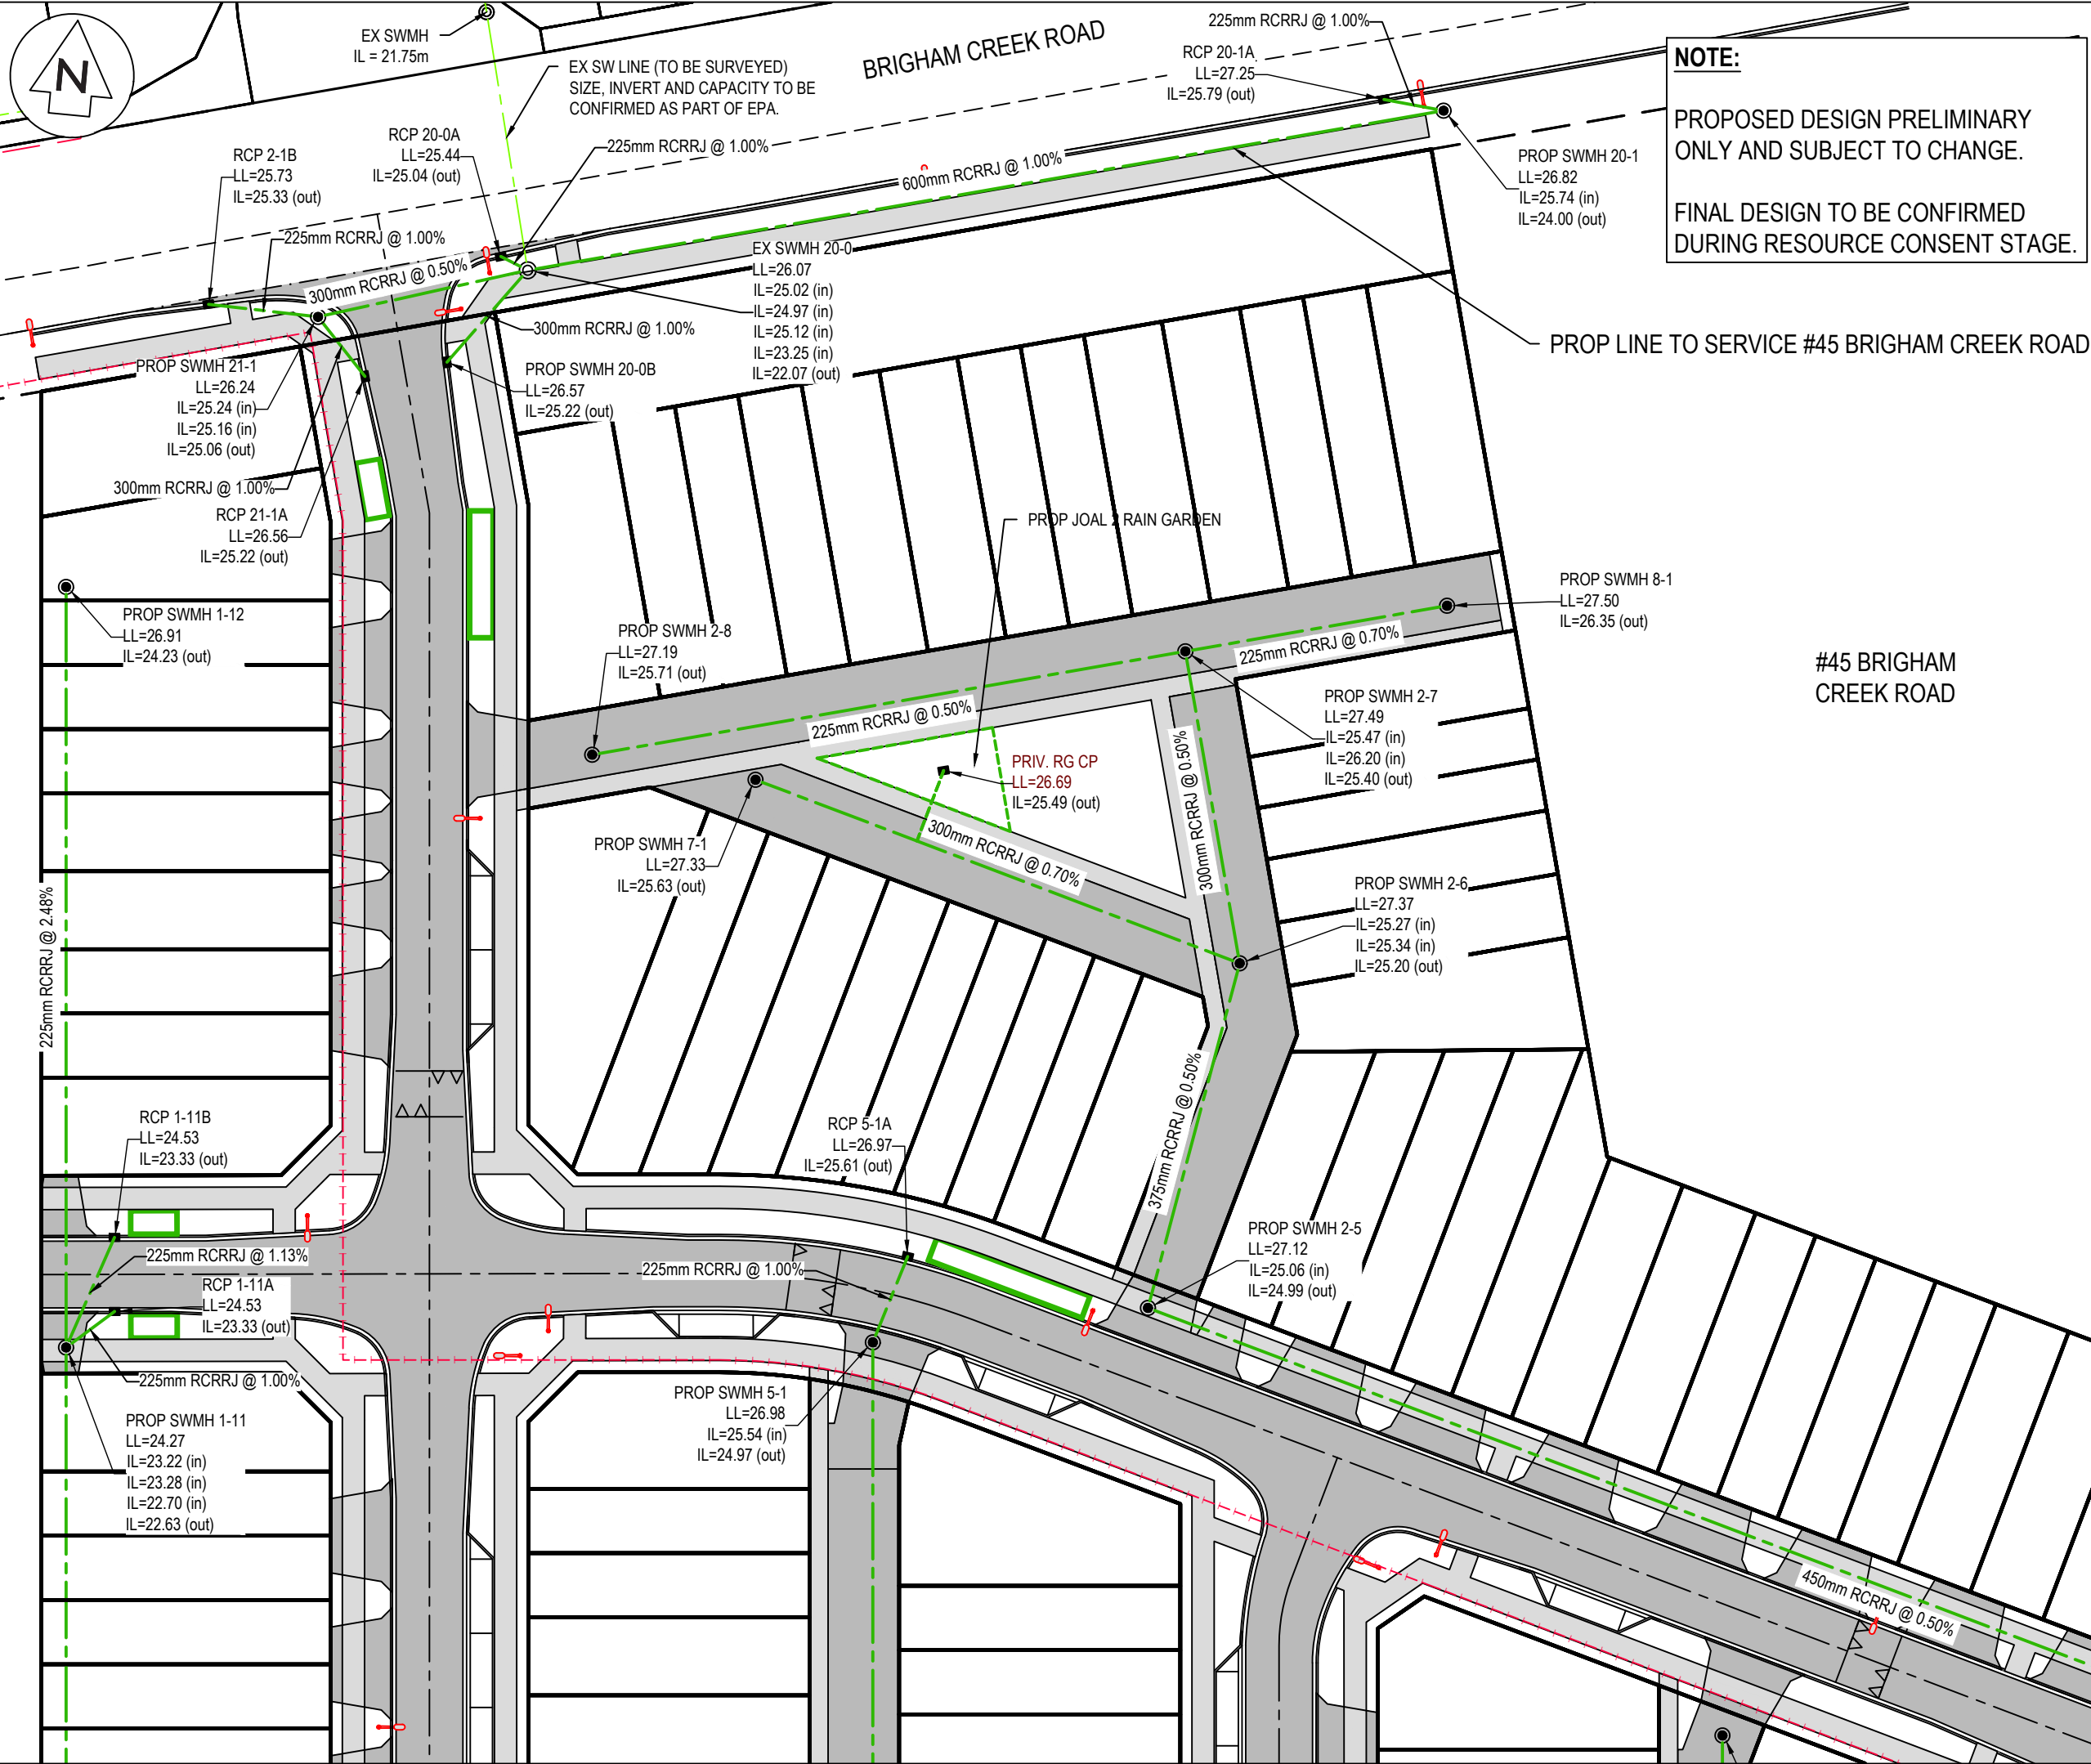 N
EX SWMH
IL = 21.75m
EX SW LINE (TO BE SURVEYED)
SIZE, INVERT AND CAPACITY TO BE
CONFIRMED AS PART OF EPA.
BRIGHAM CREEK ROAD
225mm RCRRJ @ 1.00%
RCP 20-1A
LL=27.25
IL=25.79 (out)
NOTE:
PROPOSED DESIGN PRELIMINARY
ONLY AND SUBJECT TO CHANGE.
FINAL DESIGN TO BE CONFIRMED
DURING RESOURCE CONSENT STAGE.
RCP 20-0A
LL=25.44
IL=25.04 (out)
225mm RCRRJ @ 1.00%
RCP 2-1B
LL=25.73
IL=25.33 (out)
600mm RCRRJ @ 1.00%
PROP SWMH 20-1
LL=26.82
IL=25.74 (in)
IL=24.00 (out)
225mm RCRRJ @ 1.00%
300mm RCRRJ @ 0.50%
EX SWMH 20-0
LL=26.07
IL=25.02 (in)
IL=24.97 (in)
IL=25.12 (in)
IL=23.25 (in)
IL=22.07 (out)
300mm RCRRJ @ 1.00%
PROP LINE TO SERVICE #45 BRIGHAM CREEK ROAD
PROP SWMH 21-1
LL=26.24
IL=25.24 (in)
IL=25.16 (in)
IL=25.06 (out)
PROP SWMH 20-0B
LL=26.57
IL=25.22 (out)
300mm RCRRJ @ 1.00%
RCP 21-1A
LL=26.56
IL=25.22 (out)
PROP JOAL 2 RAIN GARDEN
PROP SWMH 8-1
LL=27.50
IL=26.35 (out)
PROP SWMH 1-12
LL=26.91
IL=24.23 (out)
PROP SWMH 2-8
LL=27.19
IL=25.71 (out)
225mm RCRRJ @ 0.70%
#45 BRIGHAM
CREEK ROAD
225mm RCRRJ @ 0.50%
PROP SWMH 2-7
LL=27.49
IL=25.47 (in)
IL=26.20 (in)
IL=25.40 (out)
PRIV. RG CP
LL=26.69
IL=25.49 (out)
300mm RCRRJ @ 0.50%
300mm RCRRJ @ 0.70%
PROP SWMH 7-1
LL=27.33
IL=25.63 (out)
PROP SWMH 2-6
LL=27.37
IL=25.27 (in)
IL=25.34 (in)
IL=25.20 (out)
225mm RCRRJ @ 2.48%
375mm RCRRJ @ 0.50%
RCP 1-11B
LL=24.53
IL=23.33 (out)
RCP 5-1A
LL=26.97
IL=25.61 (out)
225mm RCRRJ @ 1.13%
225mm RCRRJ @ 1.00%
PROP SWMH 2-5
LL=27.12
IL=25.06 (in)
IL=24.99 (out)
RCP 1-11A
LL=24.53
IL=23.33 (out)
225mm RCRRJ @ 1.00%
PROP SWMH 5-1
LL=26.98
IL=25.54 (in)
IL=24.97 (out)
PROP SWMH 1-11
LL=24.27
IL=23.22 (in)
IL=23.28 (in)
IL=22.70 (in)
IL=22.63 (out)
450mm RCRRJ @ 0.50%